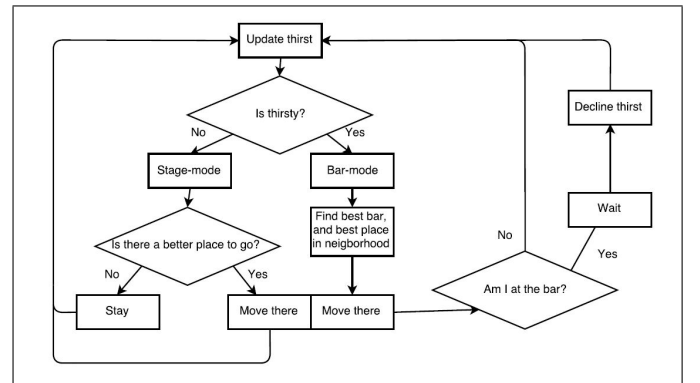 Update thirst
Is thirsty?
No
Yes
Decline thirst
Stage-mode
Bar-mode
Find best bar,
and best place
in neigborhood
Wait
Is there a better place to go?
No
Yes
No
Yes
Stay
Move there
Move there
Am I at the bar?